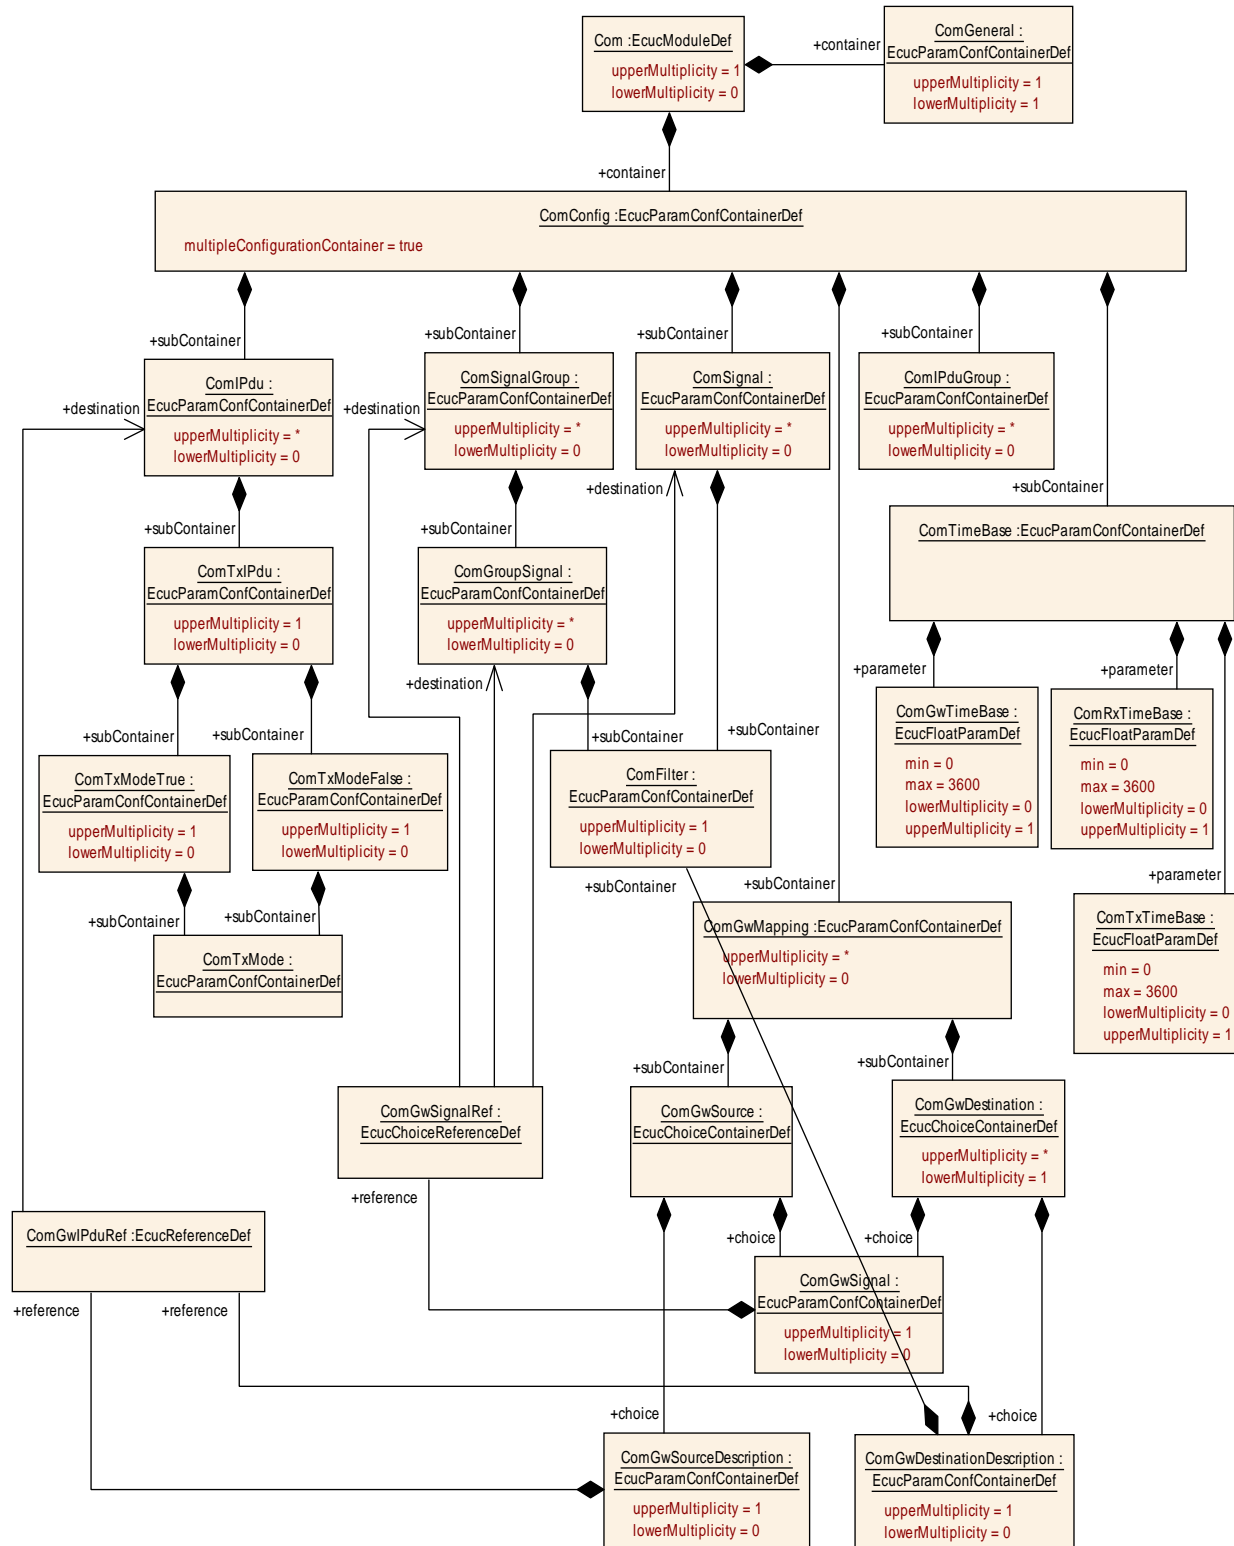 Com :EcucModuleDef
upperMultiplicity = 1
lowerMultiplicity = 0
+container
ComGeneral :
EcucParamConfContainerDef
upperMultiplicity = 1
lowerMultiplicity = 1
+container
ComConfig :EcucParamConfContainerDef
multipleConfigurationContainer = true
+subContainer
+subContainer
+subContainer
+subContainer
ComIPdu :
EcucParamConfContainerDef
upperMultiplicity = *
lowerMultiplicity = 0
+destination
ComSignalGroup :
EcucParamConfContainerDef
upperMultiplicity = *
lowerMultiplicity = 0
+destination
ComSignal :
EcucParamConfContainerDef
upperMultiplicity = *
lowerMultiplicity = 0
+destination
ComIPduGroup :
EcucParamConfContainerDef
upperMultiplicity = *
lowerMultiplicity = 0
+subContainer
ComTimeBase :EcucParamConfContainerDef
+subContainer
ComTxIPdu :
EcucParamConfContainerDef
upperMultiplicity = 1
lowerMultiplicity = 0
+subContainer
ComGroupSignal :
EcucParamConfContainerDef
upperMultiplicity = *
lowerMultiplicity = 0
+destination
+parameter
ComGwTimeBase :
EcucFloatParamDef
min = 0
max = 3600
lowerMultiplicity = 0
upperMultiplicity = 1
+parameter
ComRxTimeBase :
EcucFloatParamDef
min = 0
max = 3600
lowerMultiplicity = 0
upperMultiplicity = 1
+subContainer
ComTxModeTrue :
EcucParamConfContainerDef
upperMultiplicity = 1
lowerMultiplicity = 0
+subContainer
ComTxModeFalse :
EcucParamConfContainerDef
upperMultiplicity = 1
lowerMultiplicity = 0
+subContainer
+subContainer
ComFilter :
EcucParamConfContainerDef
upperMultiplicity = 1
lowerMultiplicity = 0
+subContainer
+subContainer
+parameter
ComTxTimeBase :
EcucFloatParamDef
min = 0
max = 3600
lowerMultiplicity = 0
upperMultiplicity = 1
+subContainer
+subContainer
ComTxMode :
EcucParamConfContainerDef
ComGwMapping :EcucParamConfContainerDef
upperMultiplicity = *
lowerMultiplicity = 0
+subContainer
+subContainer
ComGwSignalRef :
EcucChoiceReferenceDef
+reference
ComGwSource :
EcucChoiceContainerDef
ComGwDestination :
EcucChoiceContainerDef
upperMultiplicity = *
lowerMultiplicity = 1
ComGwIPduRef :EcucReferenceDef
+reference
+reference
+choice
+choice
ComGwSignal :
EcucParamConfContainerDef
upperMultiplicity = 1
lowerMultiplicity = 0
+choice
+choice
ComGwSourceDescription :
EcucParamConfContainerDef
upperMultiplicity = 1
lowerMultiplicity = 0
ComGwDestinationDescription :
EcucParamConfContainerDef
upperMultiplicity = 1
lowerMultiplicity = 0